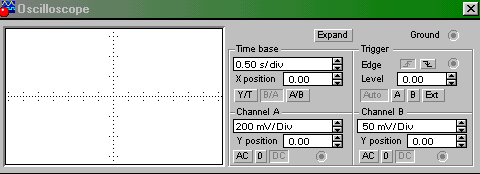 Oscilloscope
Expand
Ground
Time base
0.50 s/div
X position 0.00
Y/T B/A A/B
Trigger
Edge
Level 0.00
Auto A B Ext
Channel A
200 mV/Div
Y position 0.00
AC 0 DC
Channel B
50 mV/Div
Y position 0.00
AC 0 DC